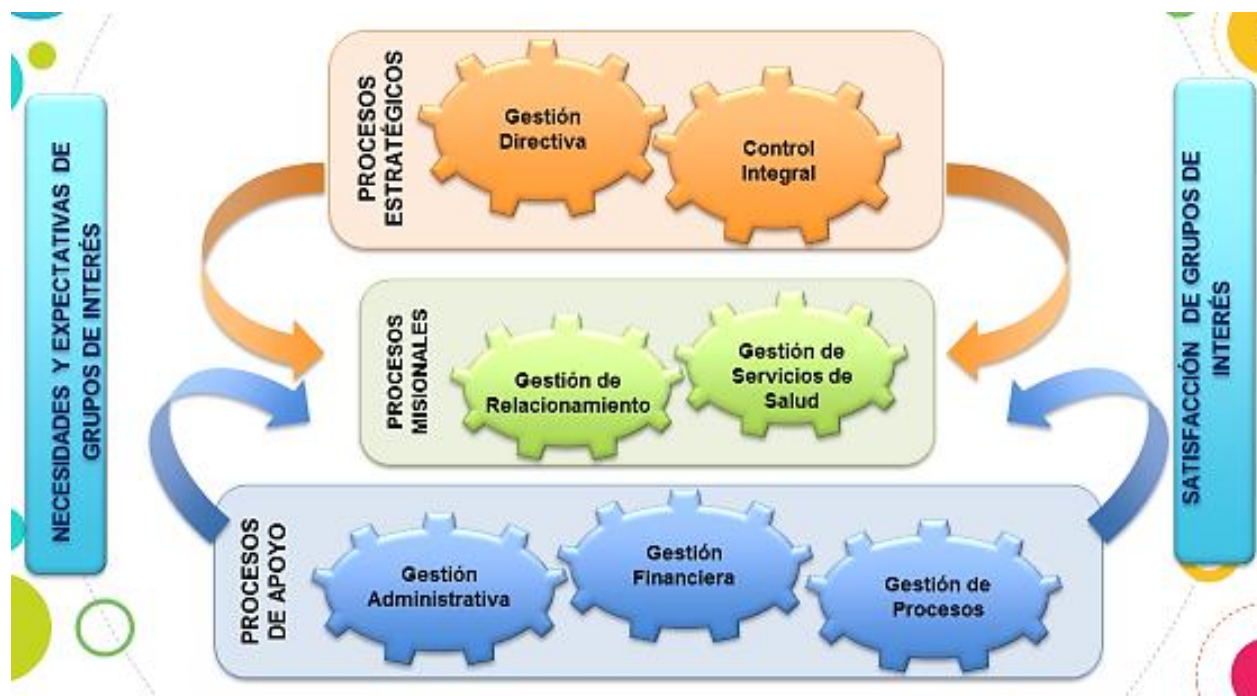 NECESIDADES Y EXPECTATIVAS DE
GRUPOS DE INTERÉS
PROCESOS
ESTRATÉGICOS
Gestión
Directiva
Control
Integral
PROCESOS
MISIONALES
Gestión de
Relacionamiento
Gestión de
Servicios de
Salud
PROCESOS
DE APOYO
Gestión
Administrativa
Gestión
Financiera
Gestión de
Procesos
SATISFACCIÓN DE GRUPOS DE
INTERÉS